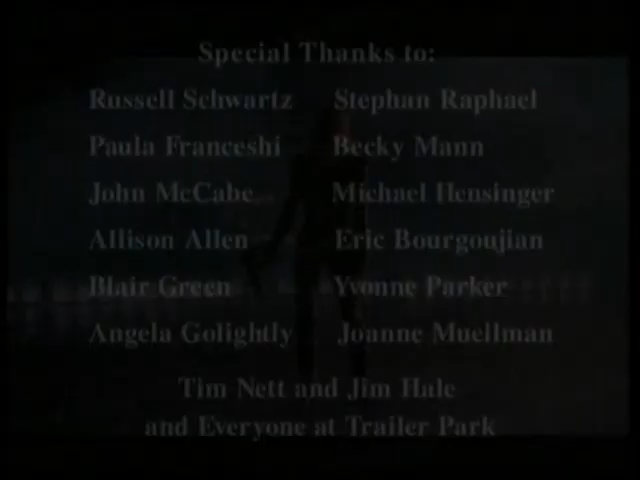 Special Thanks to:
Russell Schwartz Stephan Raphael
Paula Franceshi Becky Mann
John McCabe Michael Hensinger
Allison Allen Eric Bourgoujian
Blair Green Yvonne Parker
Angela Golightly Joanne Muellman
Tim Nett and Jim Hale
and Everyone at Trailer Park